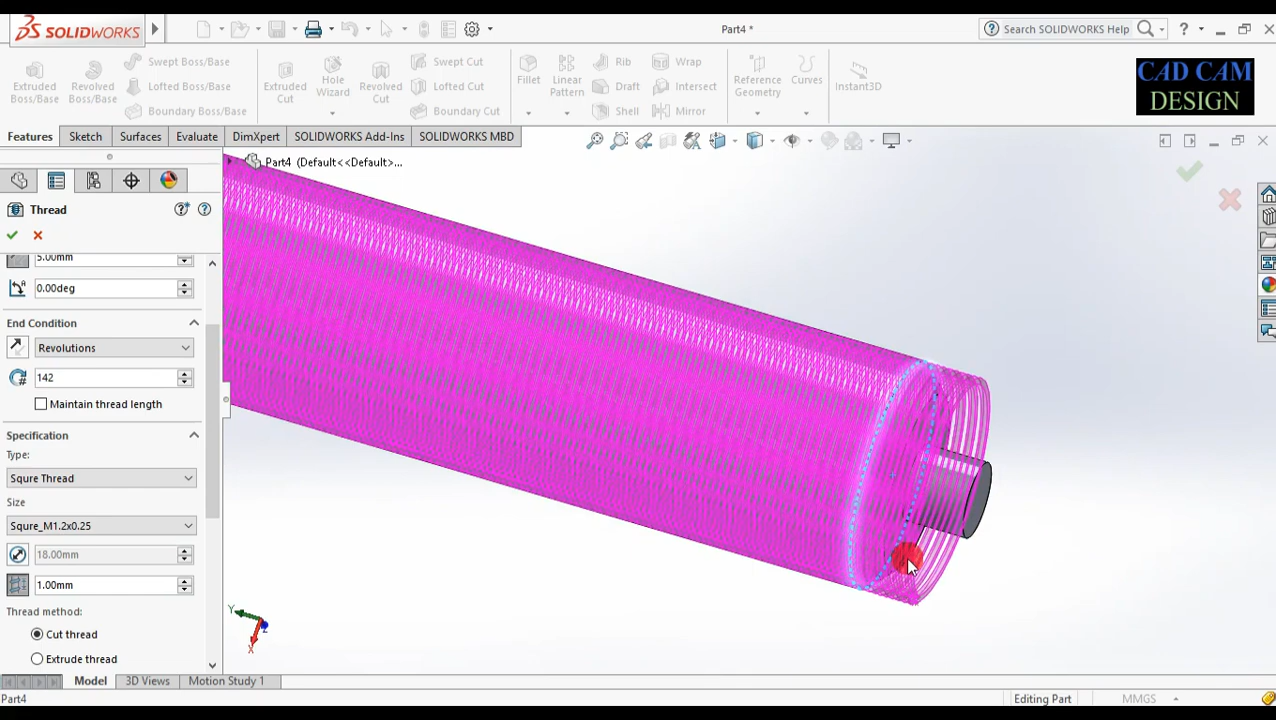 SOLIDWORKS
Part4 *
Search SOLIDWORKS Help
CAD CAM
DESIGN
Extruded
Boss/Base
Revolved
Boss/Base
Swept Boss/Base
Lofted Boss/Base
Boundary Boss/Base
Extruded
Cut
Hole
Wizard
Revolved
Cut
Swept Cut
Lofted Cut
Boundary Cut
Fillet
Linear
Pattern
Rib
Draft
Shell
Wrap
Intersect
Mirror
Reference
Geometry
Curves
Instant3D
Features
Sketch
Surfaces
Evaluate
DimXpert
SOLIDWORKS Add-Ins
SOLIDWORKS MBD
Part4 (Default<<Default>...
Thread
5.00mm
0.00deg
End Condition
Revolutions
142
Maintain thread length
Specification
Type:
Squre Thread
Size
Squre_M1.2x0.25
18.00mm
1.00mm
Thread method:
Cut thread
Extrude thread
Y
Z
X
Model
3D Views
Motion Study 1
Part4
Editing Part
MMGS